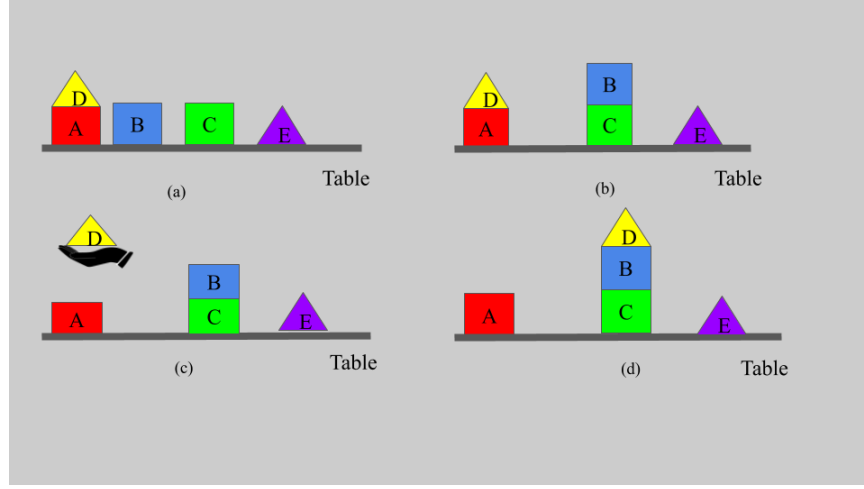 D
A B C E
Table
(a)
D B
A C E
Table
(b)
D
B
A C E
Table
(c)
D
B
A C E
Table
(d)